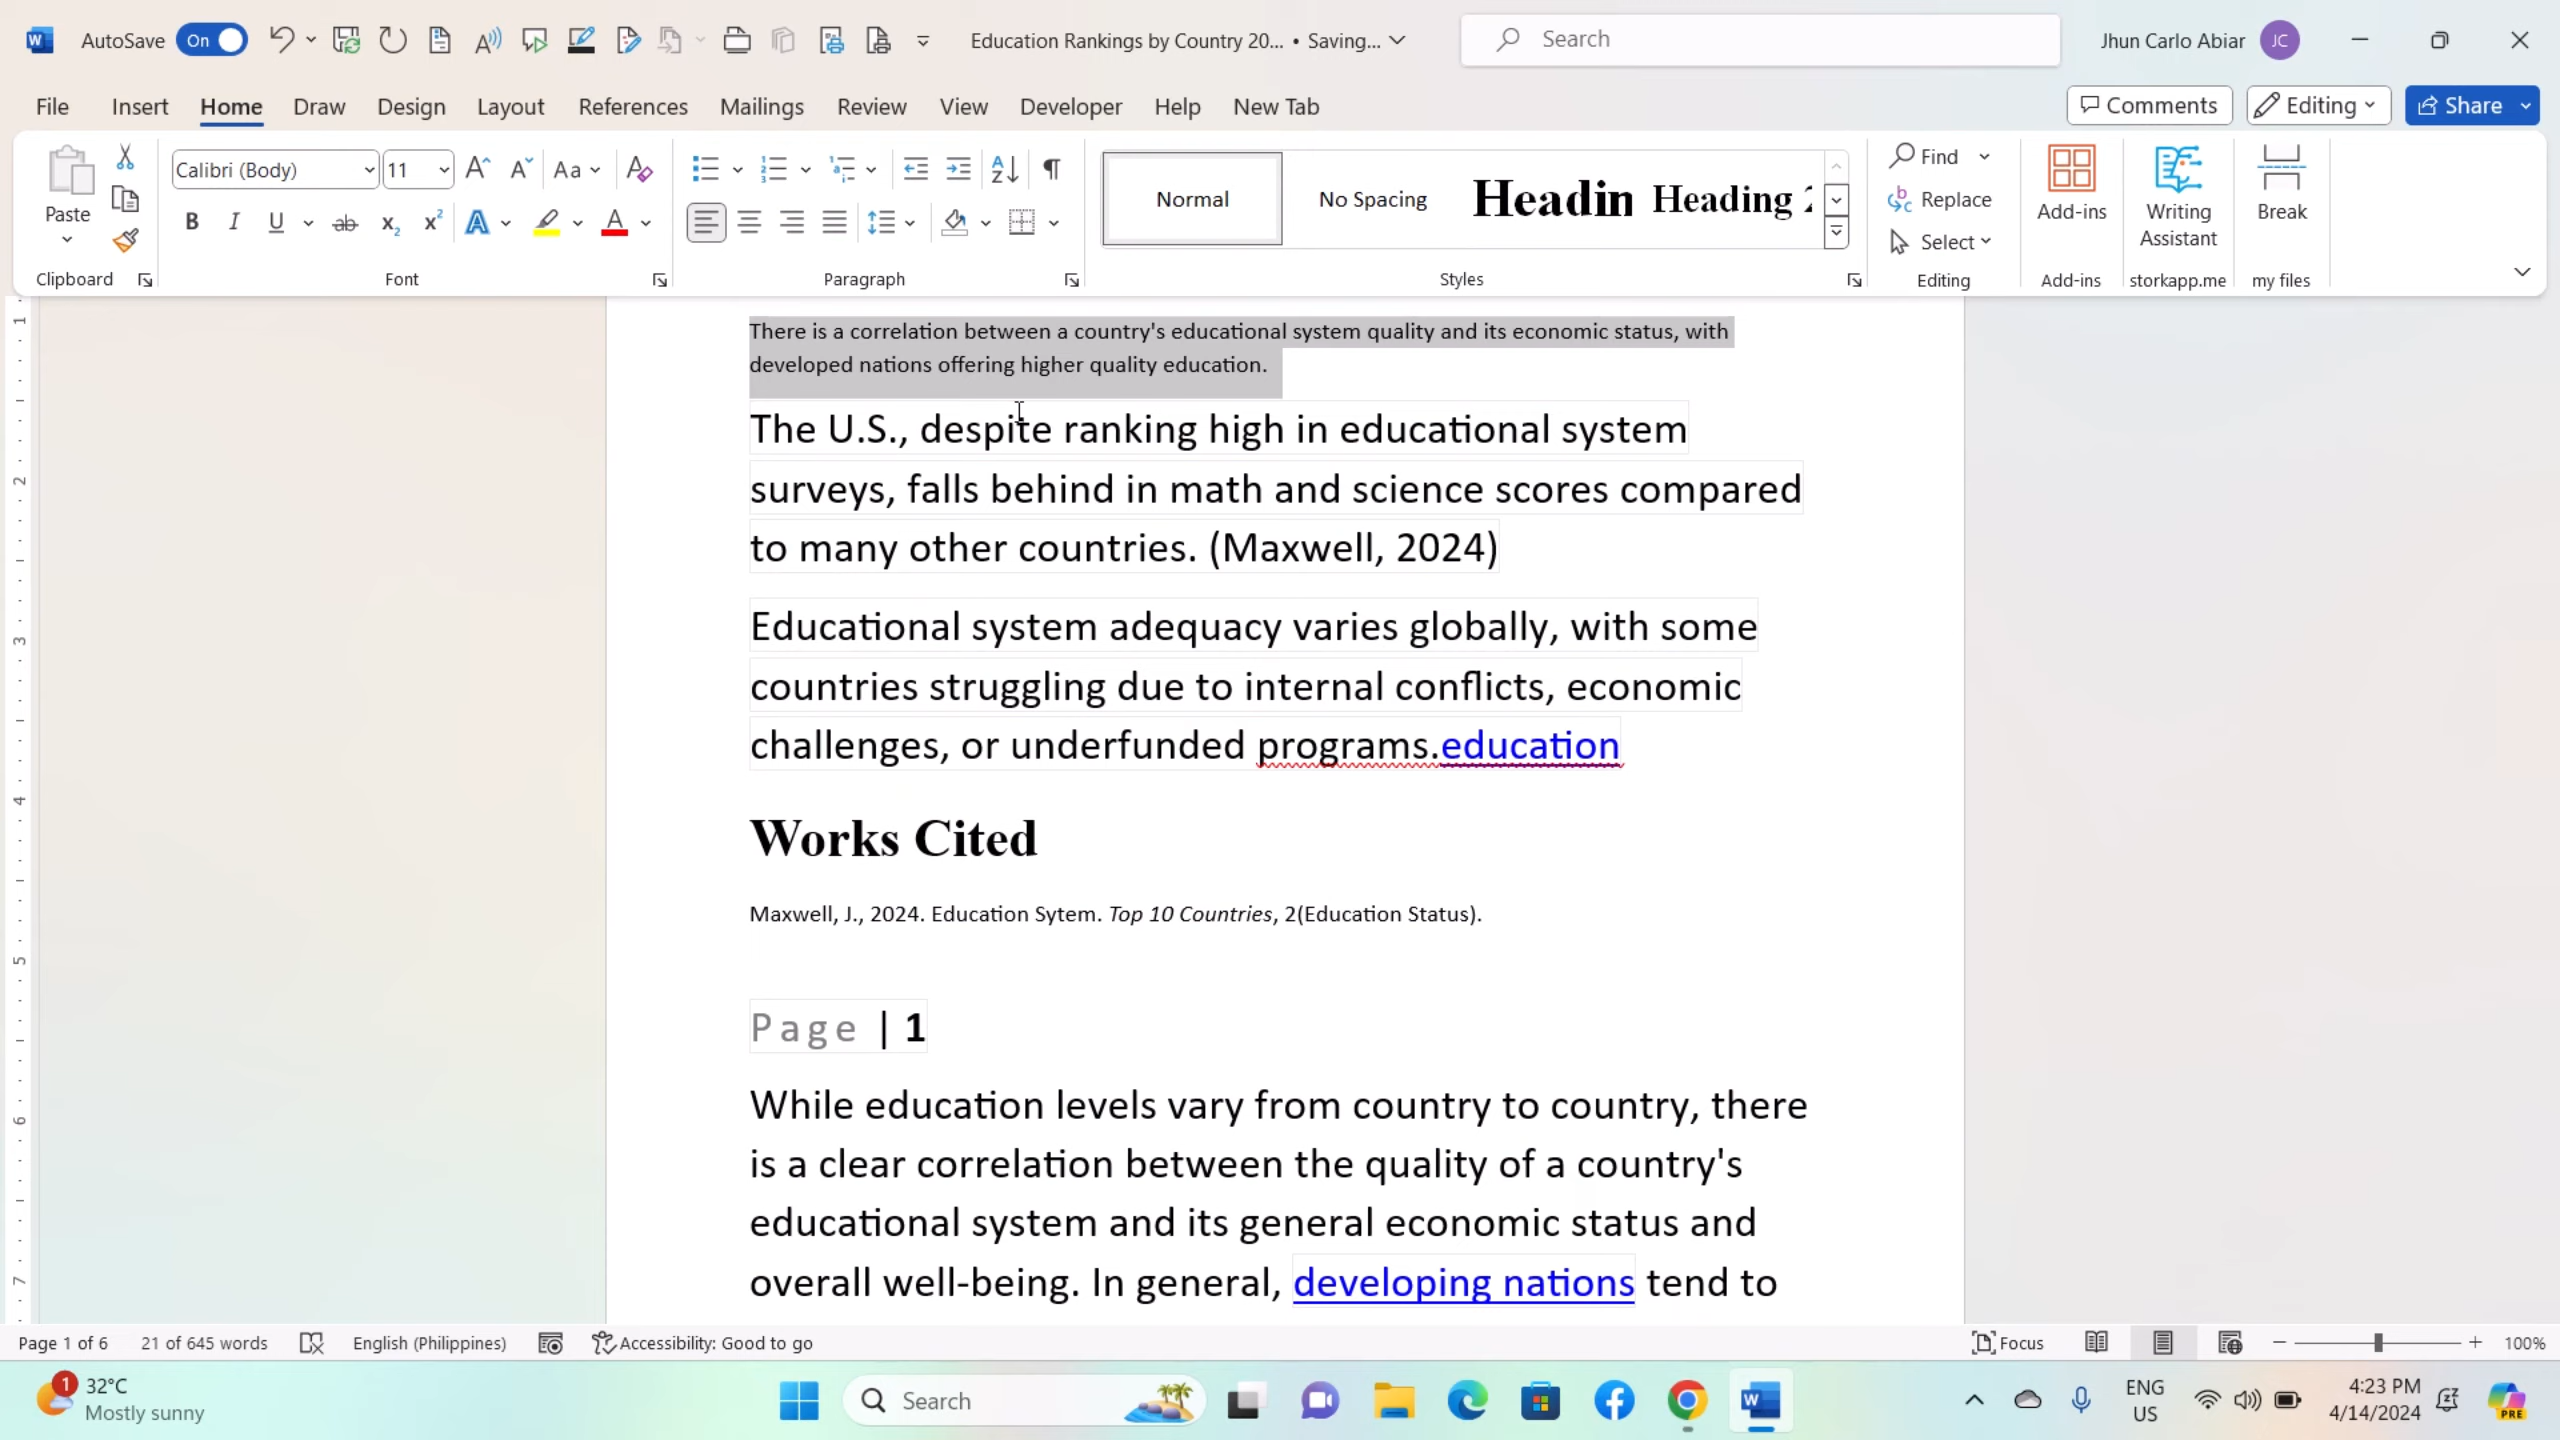 AutoSave On Education Rankings by Country 20... • Saving... Search Jhun Carlo Abiar JC
File Insert Home Draw Design Layout References Mailings Review View Developer Help New Tab Comments Editing Share
Paste Calibri (Body) 11 Normal No Spacing Headin Heading 2 Find Replace Select Add-ins Writing Assistant Break
Clipboard Font Paragraph Styles Editing Add-ins storkapp.me my files
There is a correlation between a country's educational system quality and its economic status, with
developed nations offering higher quality education.
The U.S., despite ranking high in educational system
surveys, falls behind in math and science scores compared
to many other countries. (Maxwell, 2024)
Educational system adequacy varies globally, with some
countries struggling due to internal conflicts, economic
challenges, or underfunded programs.education
Works Cited
Maxwell, J., 2024. Education Sytem. Top 10 Countries, 2(Education Status).
Page | 1
While education levels vary from country to country, there
is a clear correlation between the quality of a country's
educational system and its general economic status and
overall well-being. In general, developing nations tend to
Page 1 of 6 21 of 645 words English (Philippines) Accessibility: Good to go Focus 100%
1 32°C Search ENG 4:23 PM
Mostly sunny US 4/14/2024 PRE